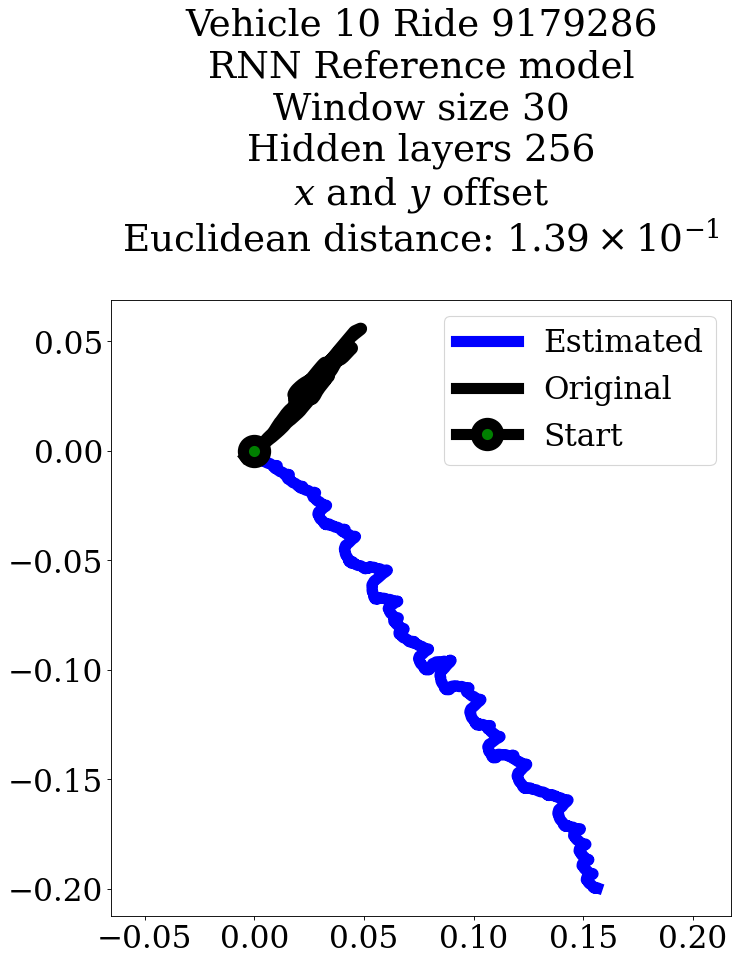 Vehicle 10 Ride 9179286
RNN Reference model
Window size 30
Hidden layers 256
x and y offset
Euclidean distance: 1.39 × 10⁻¹
Estimated
Original
Start
0.05
0.00
−0.05
−0.10
−0.15
−0.20
−0.05 0.00 0.05 0.10 0.15 0.20